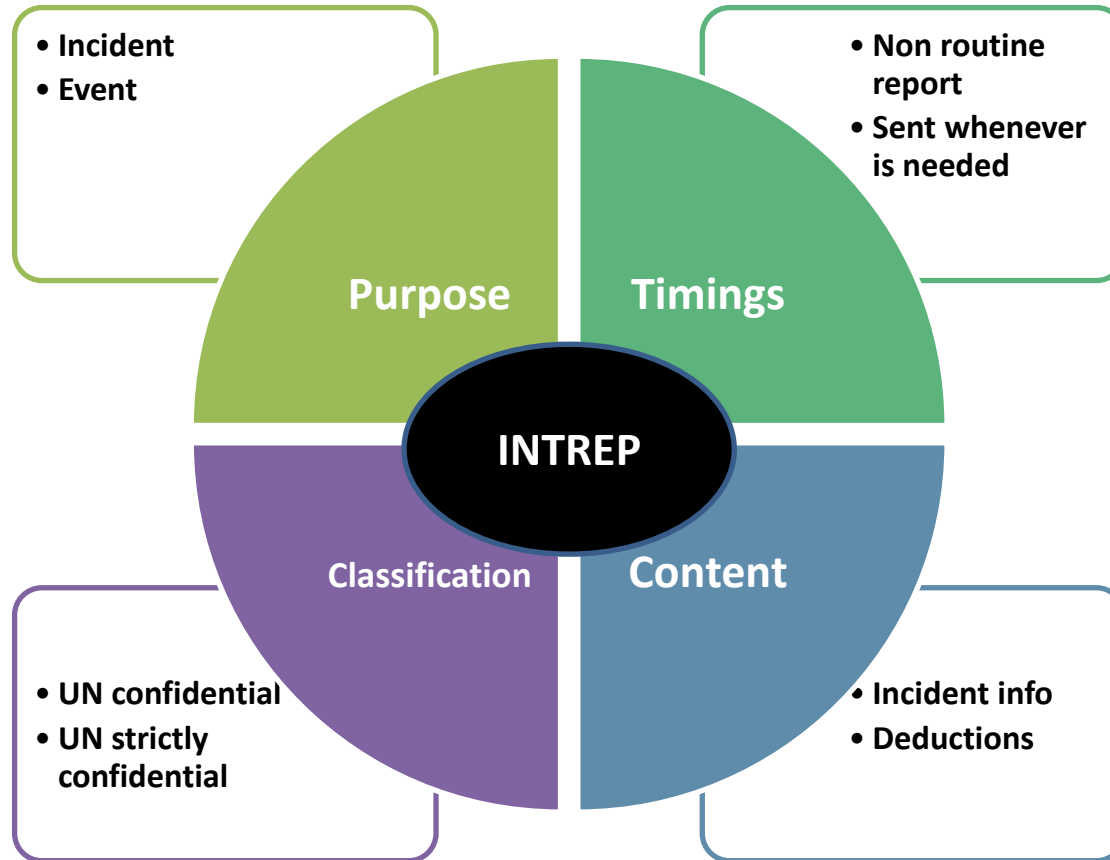 • Incident
• Event
• Non routine
report
• Sent whenever
is needed
Purpose
Timings
INTREP
Classification
Content
• UN confidential
• UN strictly
confidential
• Incident info
• Deductions